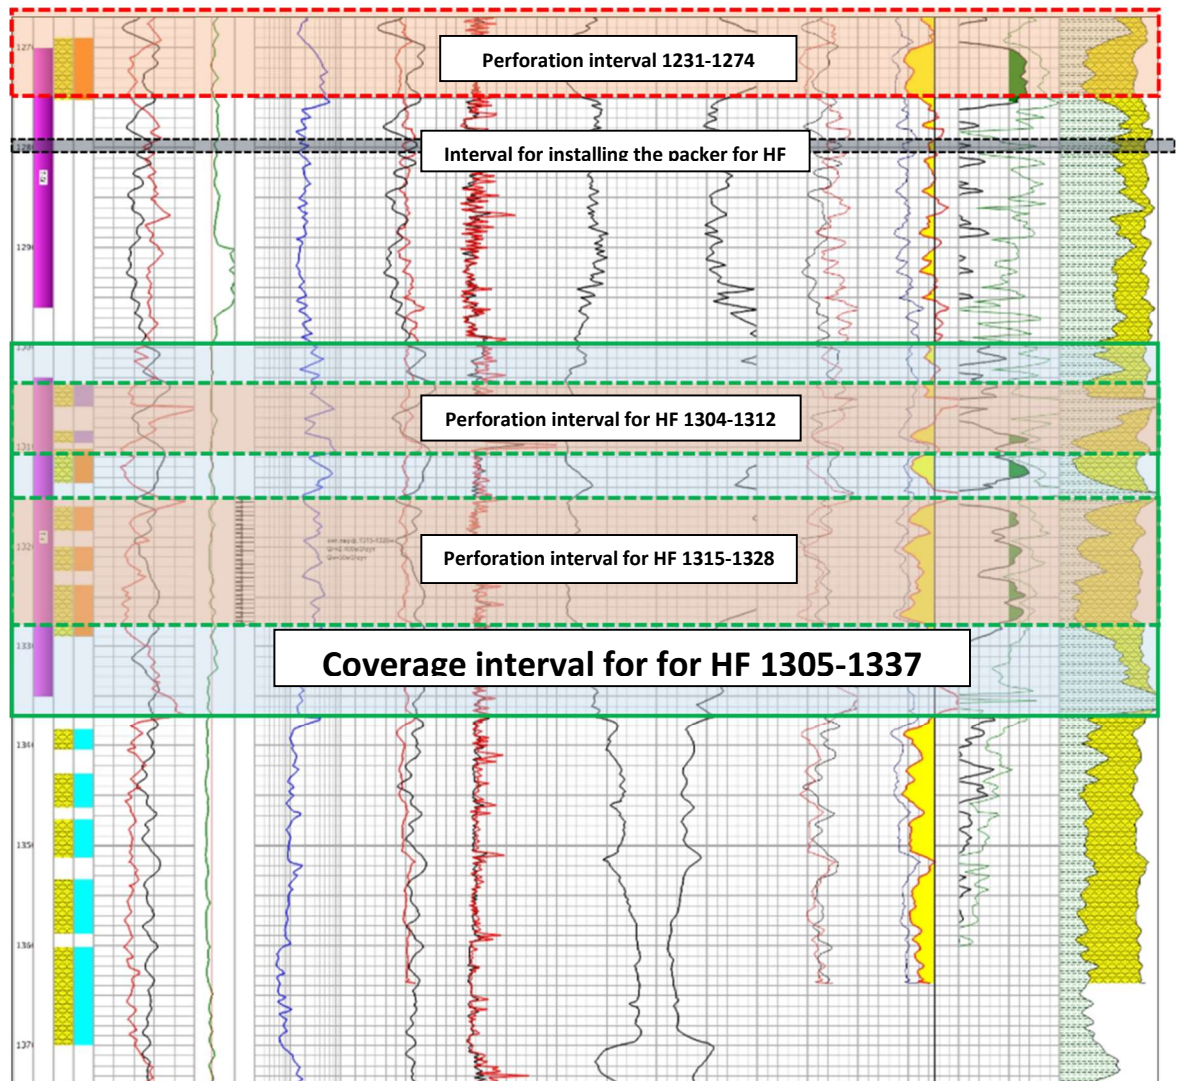 Perforation interval 1231-1274
Interval for installing the packer for HF
1290
Perforation interval for HF 1304-1312
Perforation interval for HF 1315-1328
Coverage interval for for HF 1305-1337